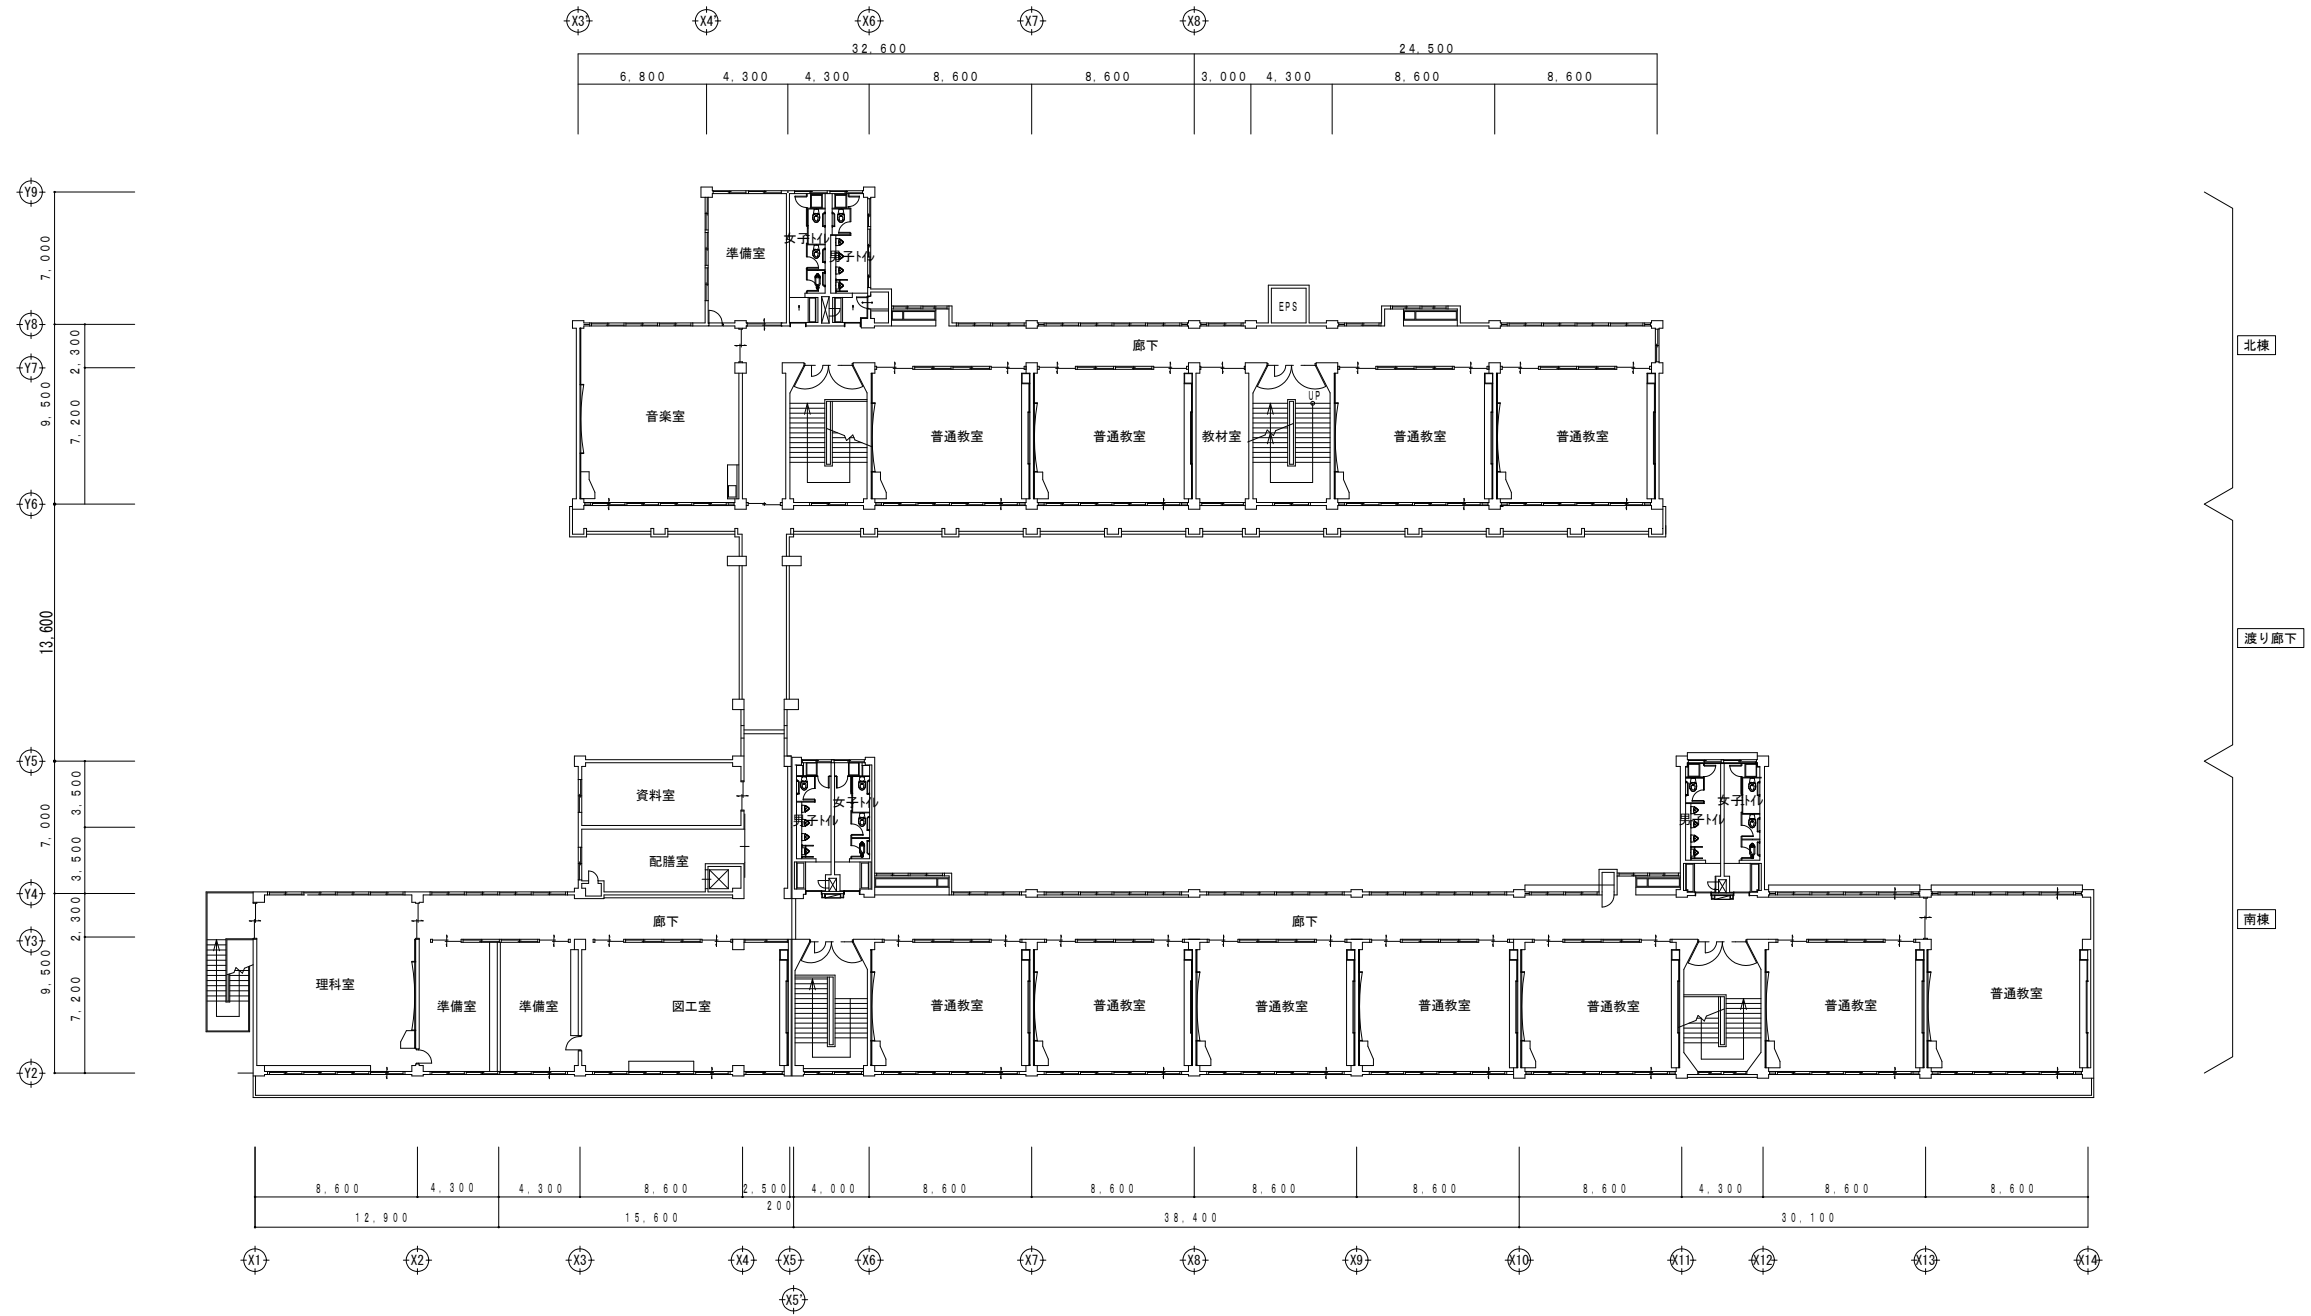 X3' X4' X6 X7 X8
32,600 24,500
6,800 4,300 4,300 8,600 8,600 3,000 4,300 8,600 8,600
Y9
7,000
準備室 女子トイレ 男子トイレ
EPS
Y8
2,300
廊下
北棟
Y7
9,500
7,200
UP
音楽室 普通教室 普通教室 教材室 普通教室 普通教室
Y6
13,600
渡り廊下
Y5
3,500
7,000
資料室 男子トイレ 女子トイレ 男子トイレ 女子トイレ
3,500
配膳室
Y4
2,300
廊下 廊下
南棟
Y3
9,500
7,200
理科室 準備室 準備室 図工室 普通教室 普通教室 普通教室 普通教室 普通教室 普通教室 普通教室
Y2
8,600 4,300 4,300 8,600 2,500 4,000 8,600 8,600 8,600 8,600 8,600 4,300 8,600 8,600
200
12,900 15,600 38,400 30,100
X1 X2 X3 X4 X5 X6 X7 X8 X9 X10 X11 X12 X13 X14
X5'